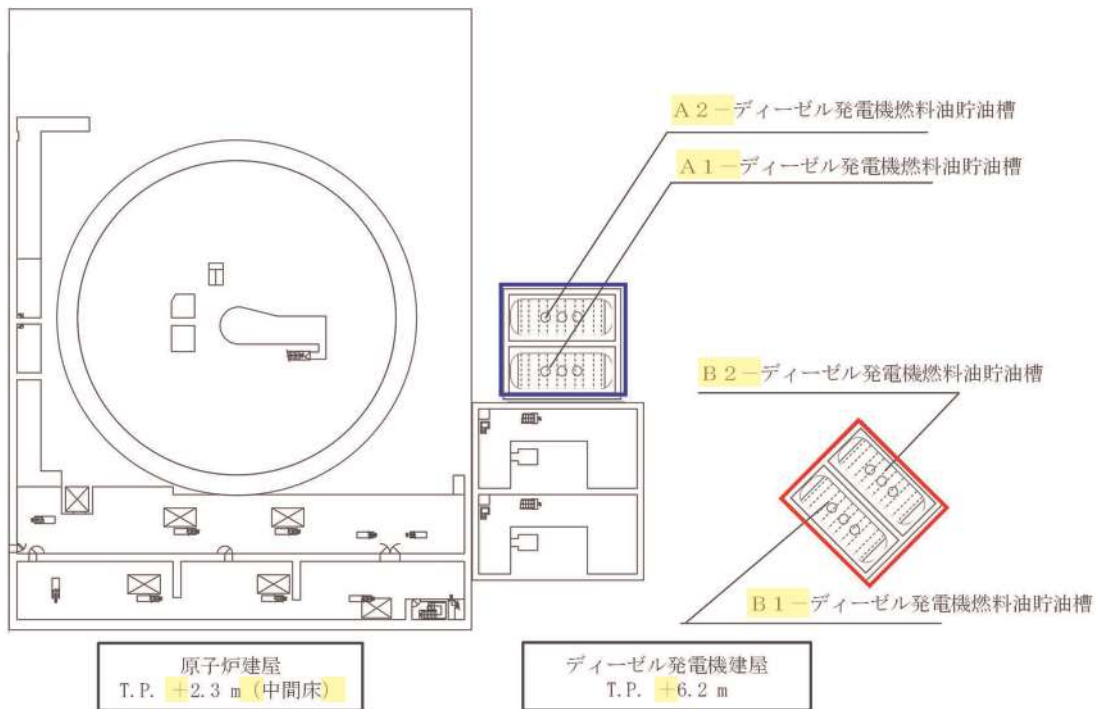 A2－ディーゼル発電機燃料油貯油槽
A1－ディーゼル発電機燃料油貯油槽
B2－ディーゼル発電機燃料油貯油槽
B1－ディーゼル発電機燃料油貯油槽
原子炉建屋
T.P. +2.3 m（中間床）
ディーゼル発電機建屋
T.P. +6.2 m